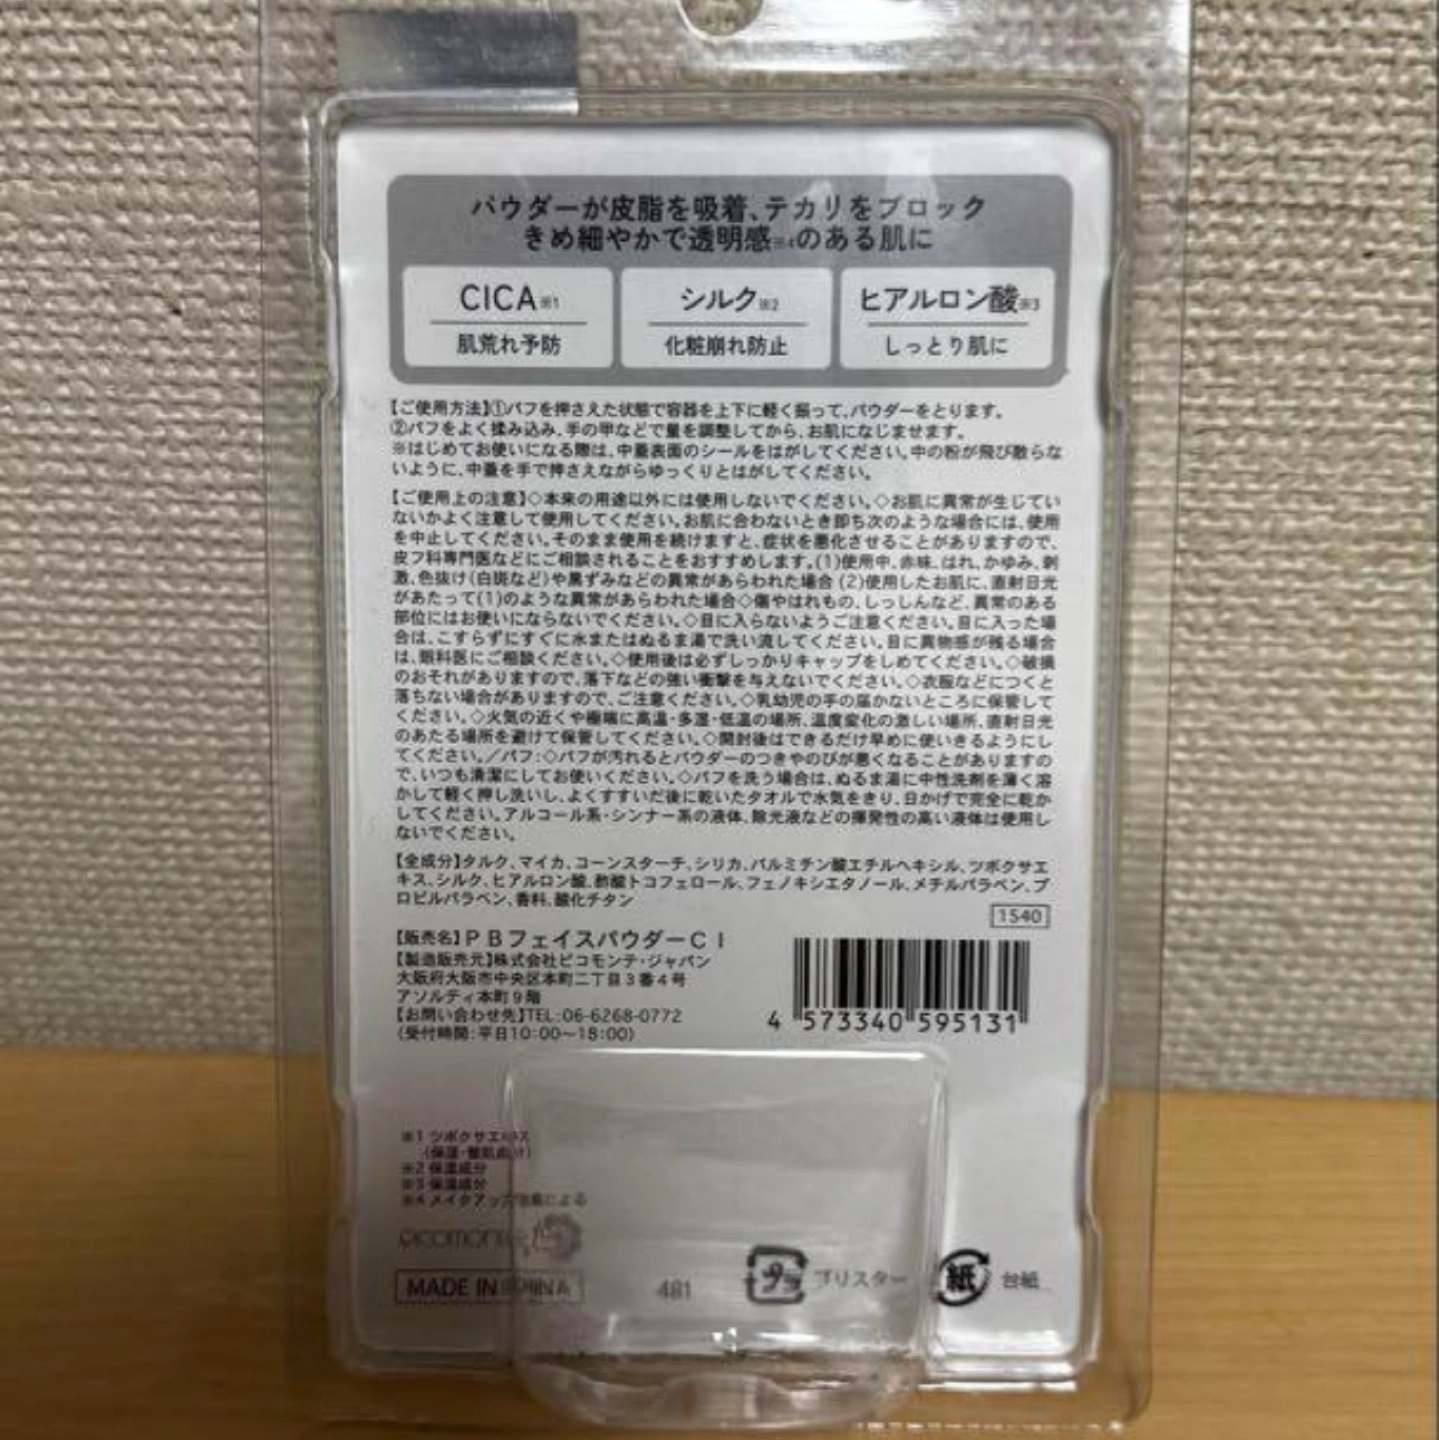 パウダーが皮脂を吸着、テカリをブロック
きめ細やかで透明感※4のある肌に
CICA※1
肌荒れ予防
シルク※2
化粧崩れ防止
ヒアルロン酸※3
しっとり肌に
【ご使用方法】①パフを押さえた状態で容器を上下に軽く振って、パウダーをとります。
②パフをよく揉み込み、手の甲などで量を調整してから、お肌になじませます。
※はじめてお使いになる際は、中蓋表面のシールをはがしてください。中の粉が飛び散らな
いように、中蓋を手で押さえながらゆっくりとはがしてください。
【ご使用上の注意】◇本来の用途以外には使用しないでください。◇お肌に異常が生じてい
ないかよく注意して使用してください。お肌に合わないとき即ち次のような場合には、使用
を中止してください。そのまま使用を続けますと、症状を悪化させることがありますので、
皮フ科専門医などにご相談されることをおすすめします。(1)使用中、赤味、はれ、かゆみ、刺
激、色抜け(白斑など)や黒ずみなどの異常があらわれた場合 (2)使用したお肌に、直射日光
があたって(1)のような異常があらわれた場合◇傷やはれもの、しっしんなど、異常のある
部位にはお使いにならないでください。◇目に入らないようご注意ください。目に入った場
合は、こすらずにすぐに水またはぬるま湯で洗い流してください。目に異物感が残る場合
は、眼科医にご相談ください。◇使用後は必ずしっかりキャップをしめてください。◇破損
のおそれがありますので、落下などの強い衝撃を与えないでください。◇衣服などにつくと
落ちない場合がありますので、ご注意ください。◇乳幼児の手の届かないところに保管して
ください。◇火気の近くや極端に高温・多湿・低温の場所、温度変化の激しい場所、直射日光
のあたる場所を避けて保管してください。◇開封後はできるだけ早めに使いきるようにし
てください。/パフ:◇パフが汚れるとパウダーのつきやのびが悪くなることがありますの
で、いつも清潔にしてお使いください。◇パフを洗う場合は、ぬるま湯に中性洗剤を薄く溶
かして軽く押し洗いし、よくすすいだ後に乾いたタオルで水気をきり、日かげで完全に乾か
してください。アルコール系・シンナー系の液体、除光液などの揮発性の高い液体は使用し
ないでください。
【全成分】タルク、マイカ、コーンスターチ、シリカ、パルミチン酸エチルヘキシル、ツボクサエ
キス、シルク、ヒアルロン酸、酢酸トコフェロール、フェノキシエタノール、メチルパラベン、プ
ロピルパラベン、香料、酸化チタン
1540
【販売名】PBフェイスパウダーCI
【製造販売元】株式会社ピコモンテ・ジャパン
大阪府大阪市中央区本町二丁目3番4号
アソルティ本町9階
【お問い合わせ先】TEL:06-6268-0772
(受付時間:平日10:00〜18:00)
4 573340 595131
※1 ツボクサエキス
(保湿・整肌成分)
※2 保湿成分
※3 保湿成分
※4 メイクアップ効果による
picomonte
MADE IN CHINA
481
プラ
ブリスター
紙
台紙